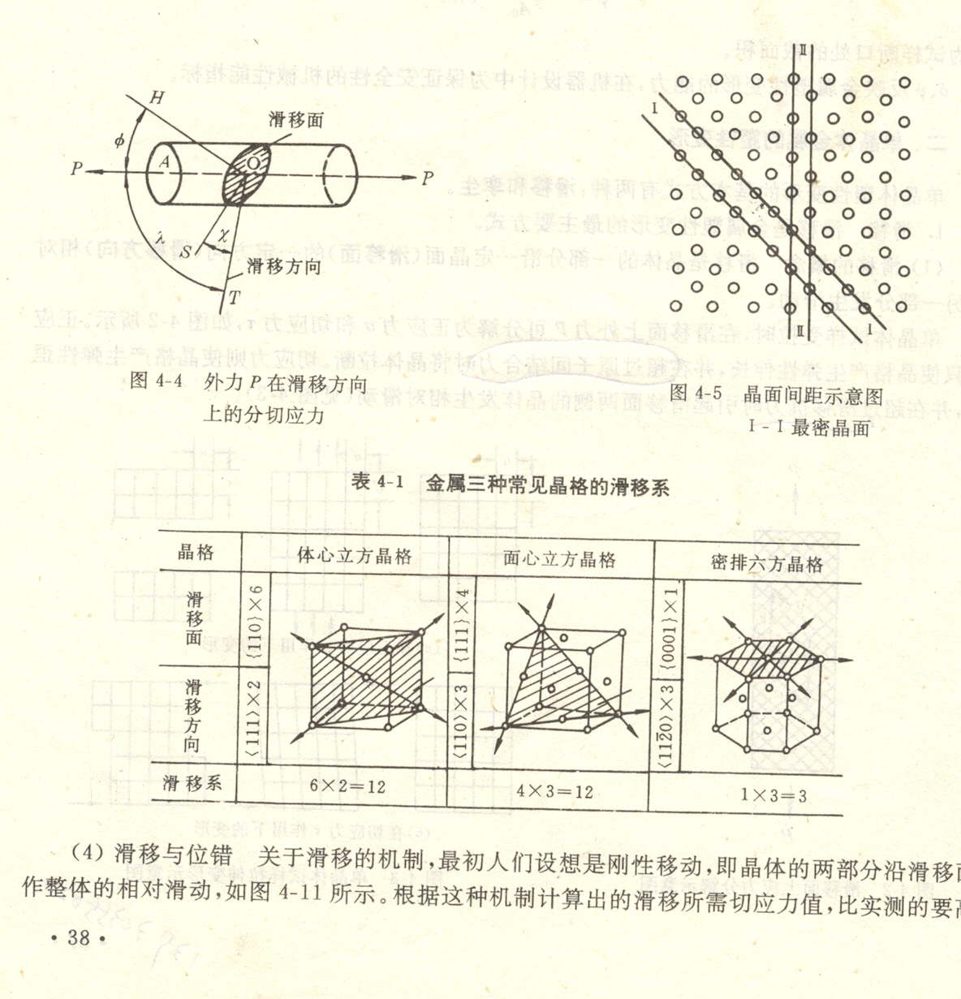 H
滑移面
ϕ
A
O
P
P
λ
S
χ
滑移方向
T
图 4-4 外力 P 在滑移方向
上的分切应力
Ⅱ
Ⅰ
Ⅱ
Ⅰ
图 4-5 晶面间距示意图
Ⅰ-Ⅰ最密晶面
表 4-1 金属三种常见晶格的滑移系
晶格 体心立方晶格 面心立方晶格 密排六方晶格
滑移面 {110}×6 {111}×4 {0001}×1
滑移方向 〈111〉×2 〈110〉×3 〈112̄0〉×3
滑移系 6×2=12 4×3=12 1×3=3
(4) 滑移与位错 关于滑移的机制,最初人们设想是刚性移动,即晶体的两部分沿滑移
作整体的相对滑动,如图 4-11 所示。根据这种机制计算出的滑移所需切应力值,比实测的要
· 38 ·